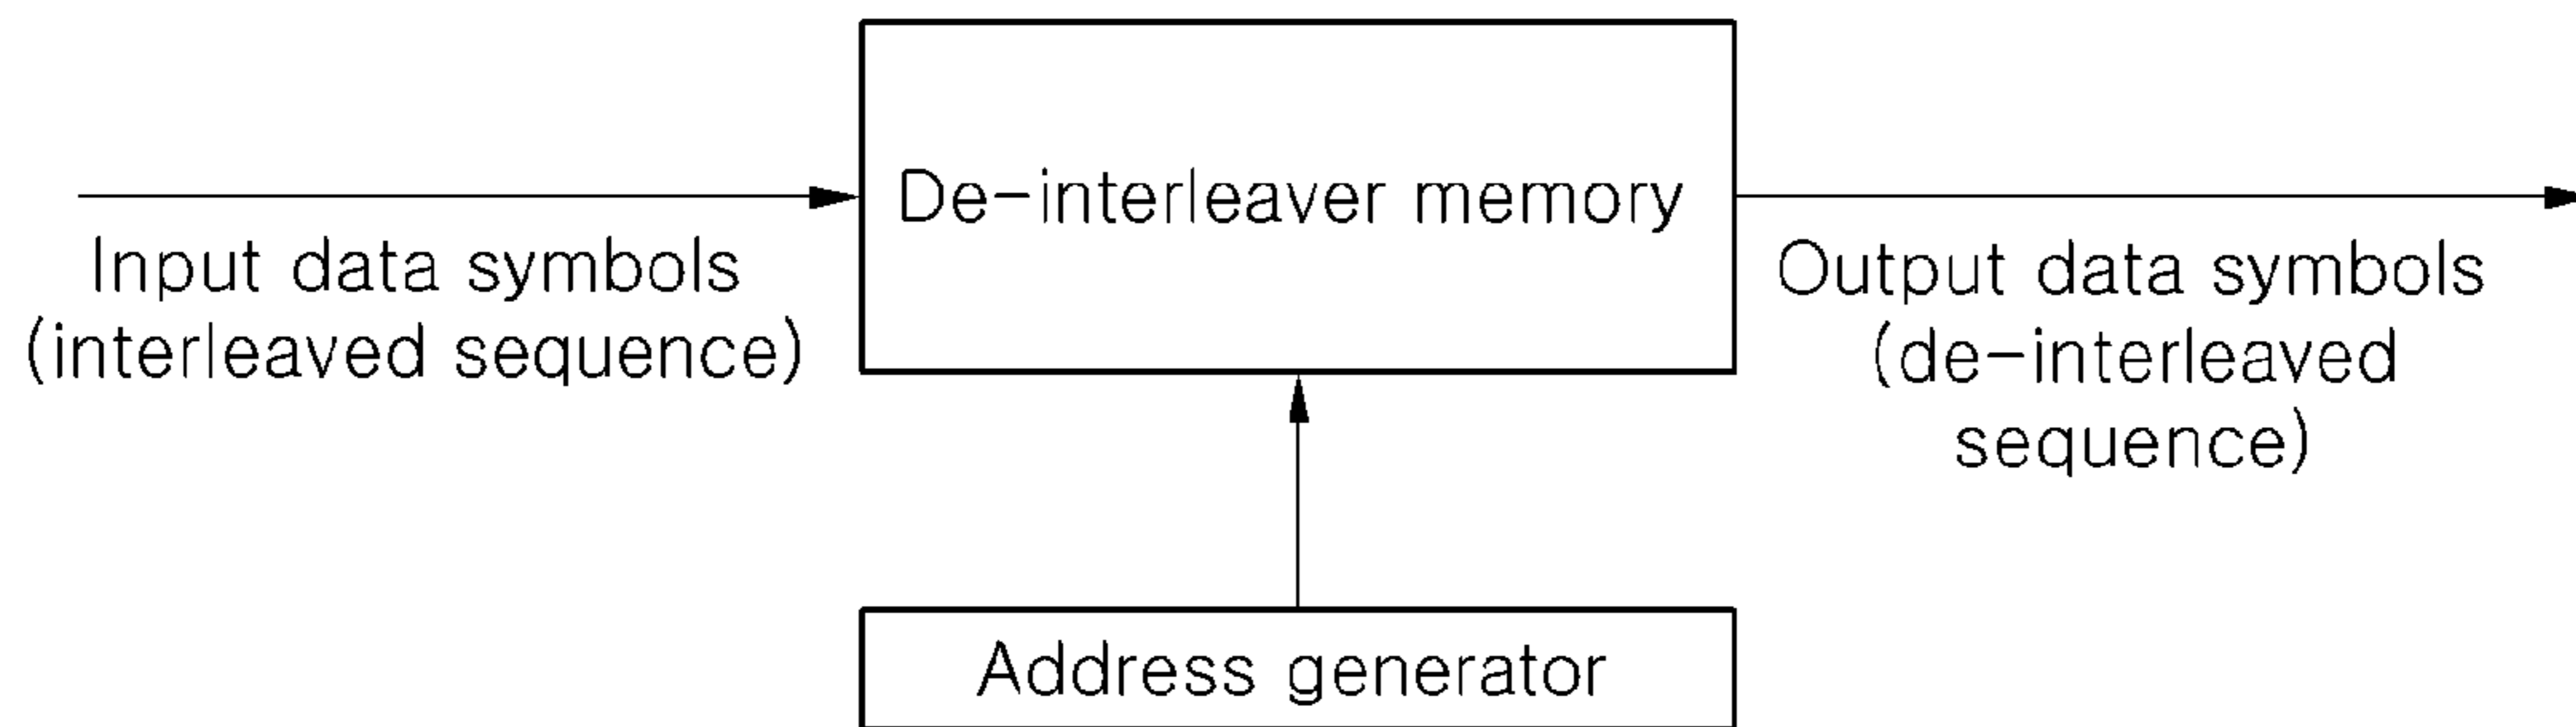 De-interleaver memory
Input data symbols
(interleaved sequence)
Output data symbols
(de-interleaved
sequence)
Address generator